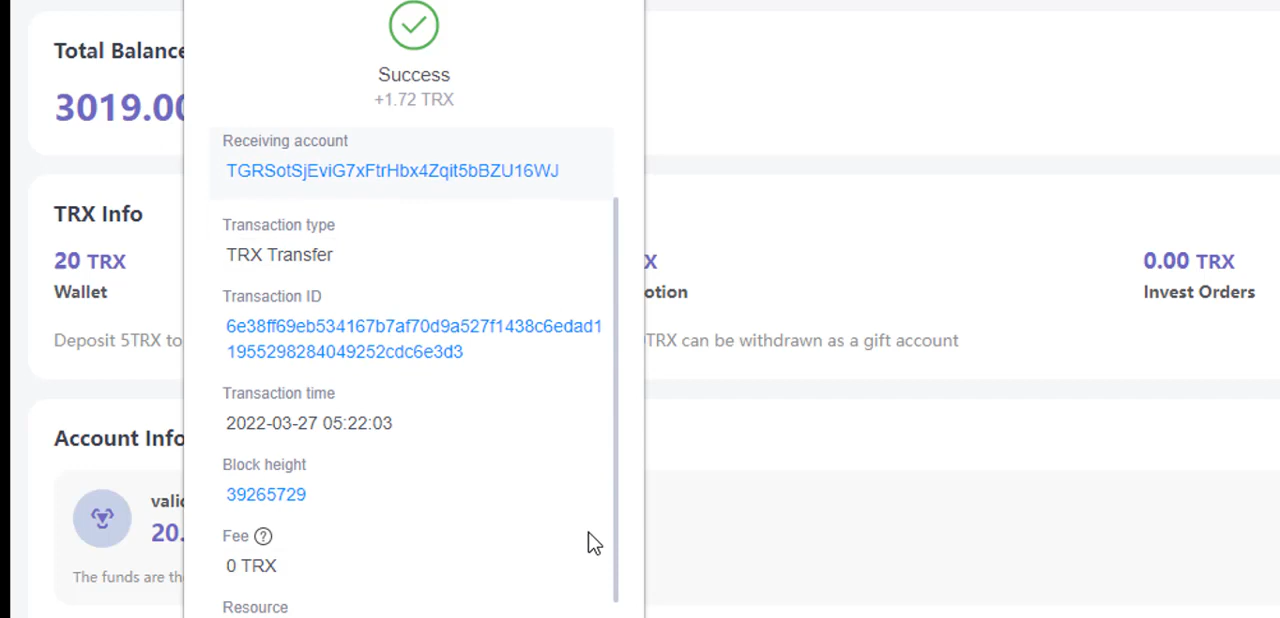 Success
+1.72 TRX
Receiving account
TGRSotSjEviG7xFtrHbx4Zqit5bBZU16WJ
Transaction type
TRX Transfer
Transaction ID
6e38ff69eb534167b7af70d9a527f1438c6edad1
1955298284049252cdc6e3d3
Transaction time
2022-03-27 05:22:03
Block height
39265729
Fee ?
0 TRX
Resource
Total Balance
3019.00
TRX Info
20 TRX
Wallet
Deposit 5TRX to
0.00 TRX
Invest Orders
TRX can be withdrawn as a gift account
Account Info
20.
The funds are